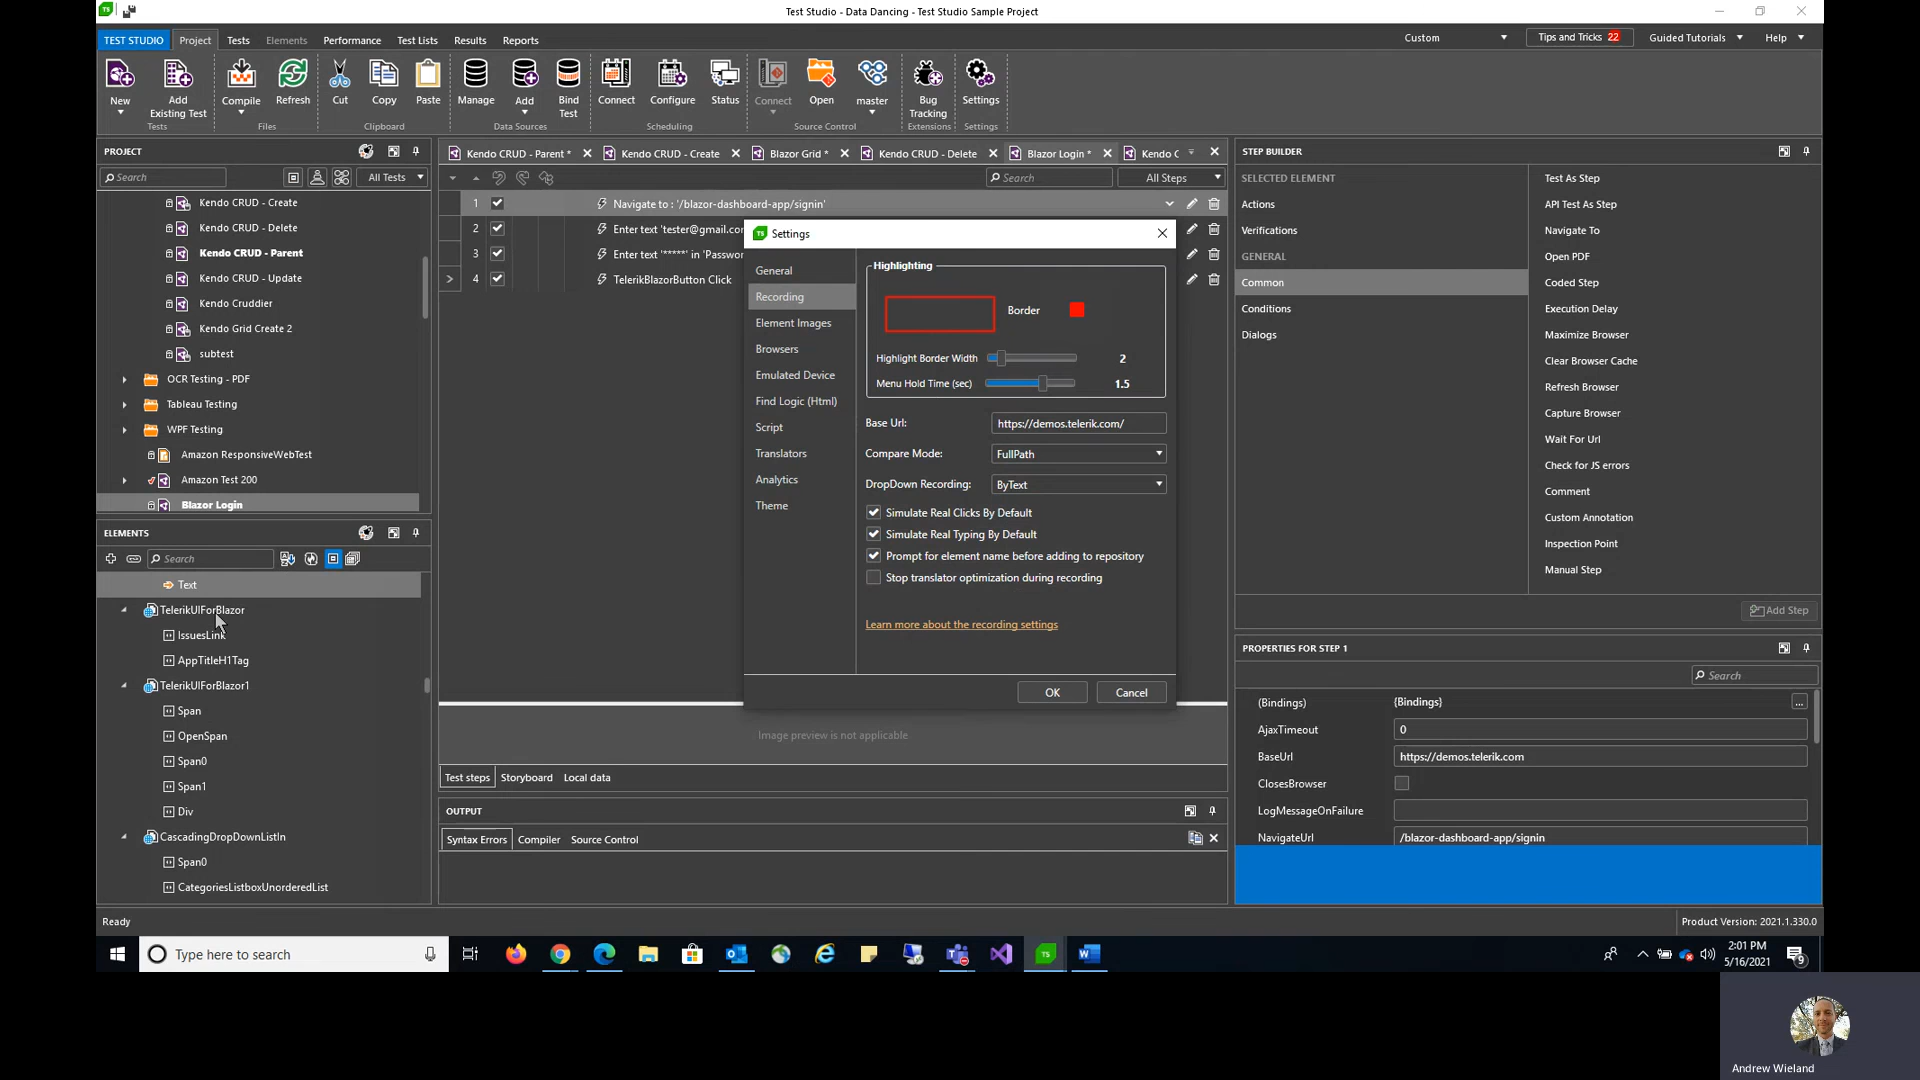 Test Studio - Data Dancing - Test Studio Sample Project
TEST STUDIO Project Tests Elements Performance Test Lists Results Reports
Custom Tips and Tricks 22 Guided Tutorials Help
New Add Existing Test Compile Refresh Cut Copy Paste Manage Add Bind Test Connect Configure Status Connect Open master Bug Tracking Settings
Tests Files Clipboard Data Sources Scheduling Source Control Extensions Settings
PROJECT
Search All Tests
Kendo CRUD - Create
Kendo CRUD - Delete
Kendo CRUD - Parent
Kendo CRUD - Update
Kendo Cruddier
Kendo Grid Create 2
subtest
OCR Testing - PDF
Tableau Testing
WPF Testing
Amazon ResponsiveWebTest
Amazon Test 200
Blazor Login
ELEMENTS
Search
Text
TelerikUIForBlazor
IssuesLink
AppTitleH1Tag
TelerikUIForBlazor1
Span
OpenSpan
Span0
Span1
Div
CascadingDropDownListIn
Span0
CategoriesListboxUnorderedList
Kendo CRUD - Parent * Kendo CRUD - Create Blazor Grid * Kendo CRUD - Delete Blazor Login * Kendo C
Search All Steps
1 Navigate to : '/blazor-dashboard-app/signin'
2 Enter text 'tester@gmail.co
3 Enter text '*****' in 'Passwo
4 TelerikBlazorButton Click
Settings
General
Recording
Element Images
Browsers
Emulated Device
Find Logic (Html)
Script
Translators
Analytics
Theme
Highlighting
Border
Highlight Border Width 2
Menu Hold Time (sec) 1.5
Base Url: https://demos.telerik.com/
Compare Mode: FullPath
DropDown Recording: ByText
Simulate Real Clicks By Default
Simulate Real Typing By Default
Prompt for element name before adding to repository
Stop translator optimization during recording
Learn more about the recording settings
OK Cancel
Image preview is not applicable
Test steps Storyboard Local data
OUTPUT
Syntax Errors Compiler Source Control
STEP BUILDER
SELECTED ELEMENT
Actions
Verifications
GENERAL
Common
Conditions
Dialogs
Test As Step
API Test As Step
Navigate To
Open PDF
Coded Step
Execution Delay
Maximize Browser
Clear Browser Cache
Refresh Browser
Capture Browser
Wait For Url
Check for JS errors
Comment
Custom Annotation
Inspection Point
Manual Step
Add Step
PROPERTIES FOR STEP 1
Search
(Bindings) (Bindings) ...
AjaxTimeout 0
BaseUrl https://demos.telerik.com
ClosesBrowser
LogMessageOnFailure
NavigateUrl /blazor-dashboard-app/signin
Ready
Product Version: 2021.1.330.0
Type here to search
2:01 PM
5/16/2021
9
Andrew Wieland